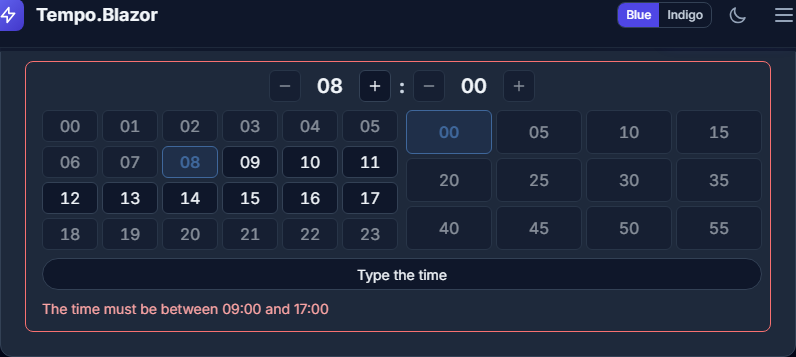 Tempo.Blazor Blue Indigo
− 08 + : − 00 +
00 01 02 03 04 05
06 07 08 09 10 11
12 13 14 15 16 17
18 19 20 21 22 23
00 05 10 15
20 25 30 35
40 45 50 55
Type the time
The time must be between 09:00 and 17:00